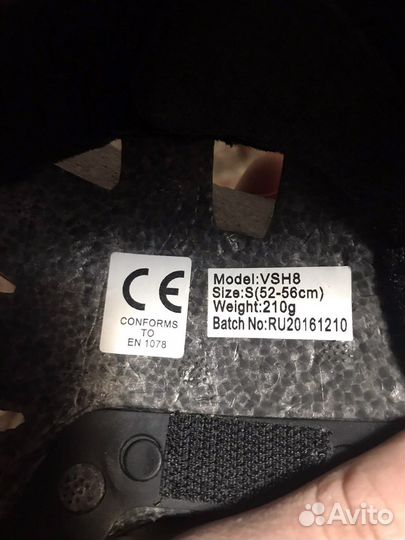 CE
CONFORMS
TO
EN 1078
Model:VSH8
Size:S(52-56cm)
Weight:210g
Batch No:RU20161210
Avito